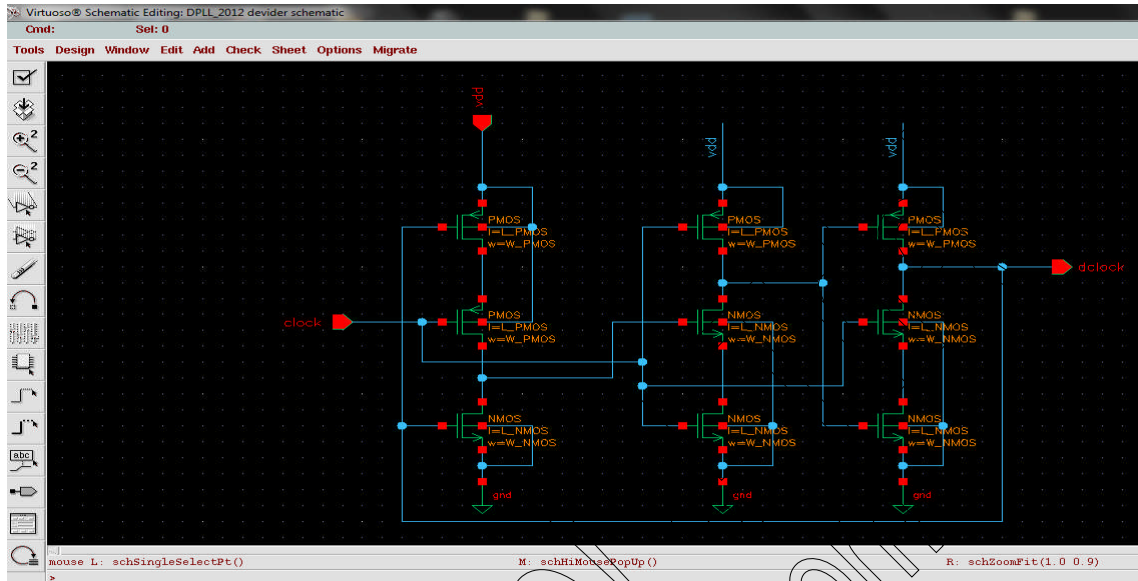 Virtuoso® Schematic Editing: DPLL_2012 devider schematic
Cmd: Sel: 0
Tools Design Window Edit Add Check Sheet Options Migrate
2
2
abc
vdd
vdd
vdd
PMOS
l=L_PMOS
w=W_PMOS
PMOS
l=L_PMOS
w=W_PMOS
PMOS
l=L_PMOS
w=W_PMOS
dclock
clock
PMOS
l=L_PMOS
w=W_PMOS
NMOS
l=L_NMOS
w=W_NMOS
NMOS
l=L_NMOS
w=W_NMOS
NMOS
l=L_NMOS
w=W_NMOS
NMOS
l=L_NMOS
w=W_NMOS
NMOS
l=L_NMOS
w=W_NMOS
gnd
gnd
gnd
mouse L: schSingleSelectPt() M: schHiMousePopUp() R: schZoomFit(1.0 0.9)
>